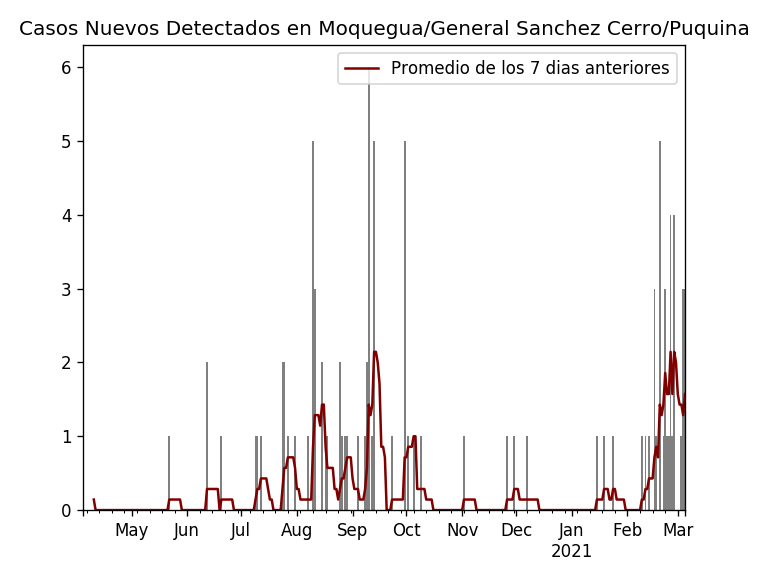 Casos Nuevos Detectados en Moquegua/General Sanchez Cerro/Puquina
Promedio de los 7 dias anteriores
6
5
4
3
2
1
0
May Jun Jul Aug Sep Oct Nov Dec Jan Feb Mar
2021